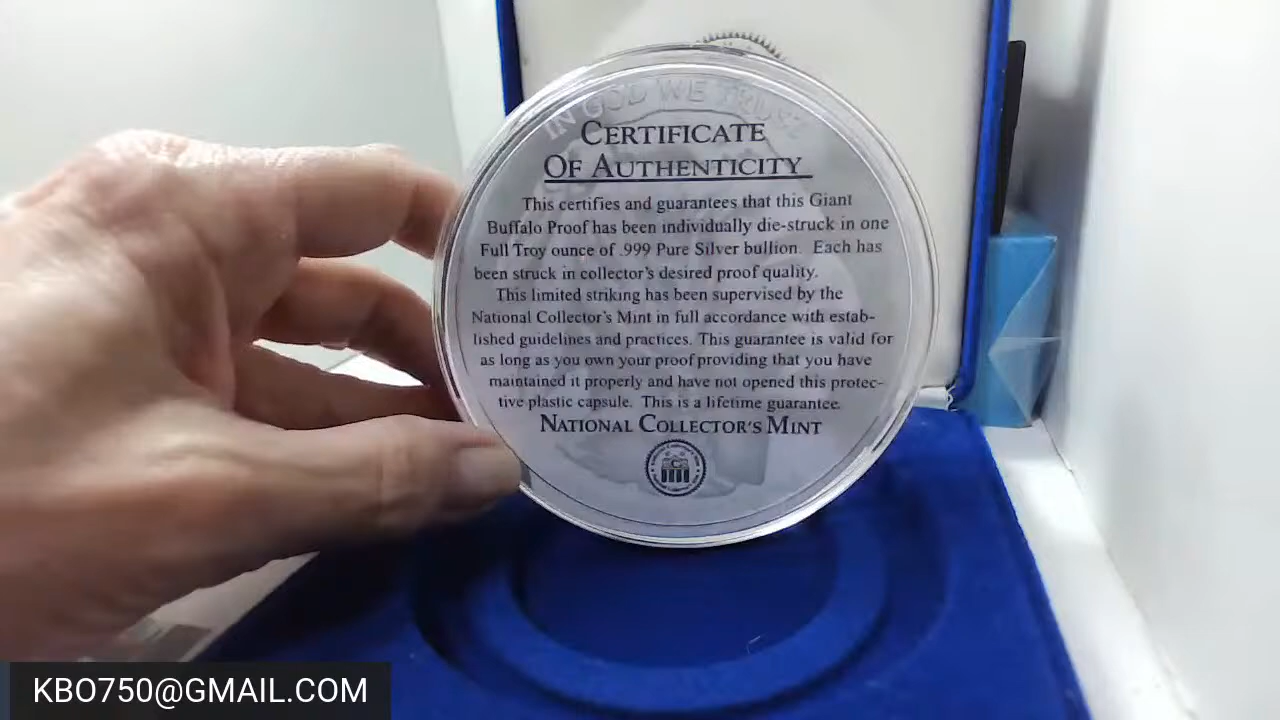 IN GOD WE TRUST
CERTIFICATE
OF AUTHENTICITY
This certifies and guarantees that this Giant
Buffalo Proof has been individually die-struck in one
Full Troy ounce of .999 Pure Silver bullion. Each has
been struck in collector's desired proof quality.
This limited striking has been supervised by the
National Collector's Mint in full accordance with estab-
lished guidelines and practices. This guarantee is valid for
as long as you own your proof providing that you have
maintained it properly and have not opened this protec-
tive plastic capsule. This is a lifetime guarantee.
NATIONAL COLLECTOR'S MINT
KBO750@GMAIL.COM